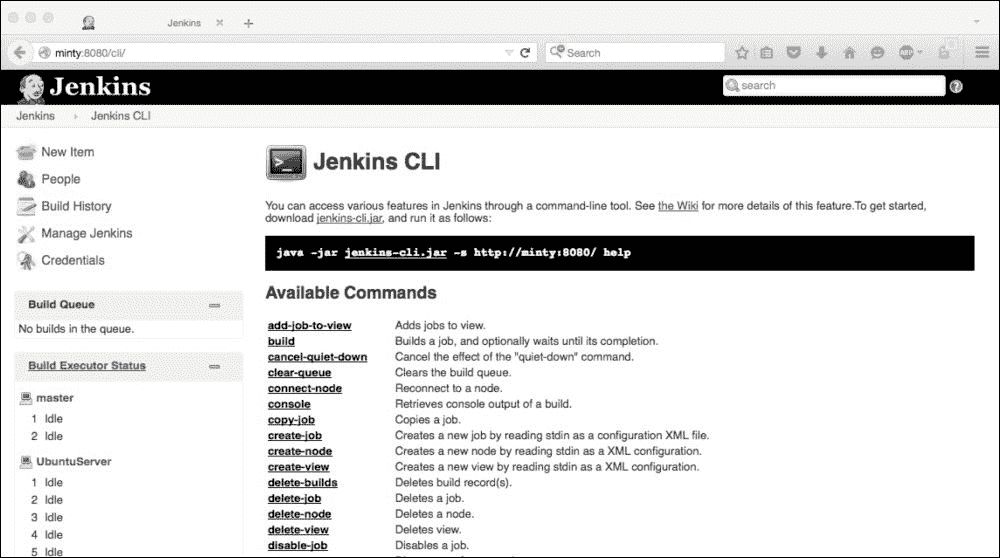 Jenkins
minty:8080/cli/
Search
ABP
Jenkins
search
Jenkins
Jenkins CLI
New Item
People
Build History
Manage Jenkins
Credentials
Build Queue
No builds in the queue.
Build Executor Status
master
1 Idle
2 Idle
UbuntuServer
1 Idle
2 Idle
3 Idle
4 Idle
5 Idle
Jenkins CLI
You can access various features in Jenkins through a command-line tool. See the Wiki for more details of this feature.To get started,
download jenkins-cli.jar, and run it as follows:
java -jar jenkins-cli.jar -s http://minty:8080/ help
Available Commands
add-job-to-view Adds jobs to view.
build Builds a job, and optionally waits until its completion.
cancel-quiet-down Cancel the effect of the "quiet-down" command.
clear-queue Clears the build queue.
connect-node Reconnect to a node.
console Retrieves console output of a build.
copy-job Copies a job.
create-job Creates a new job by reading stdin as a configuration XML file.
create-node Creates a new node by reading stdin as a XML configuration.
create-view Creates a new view by reading stdin as a XML configuration.
delete-builds Deletes build record(s).
delete-job Deletes a job.
delete-node Deletes a node.
delete-view Deletes view.
disable-job Disables a job.